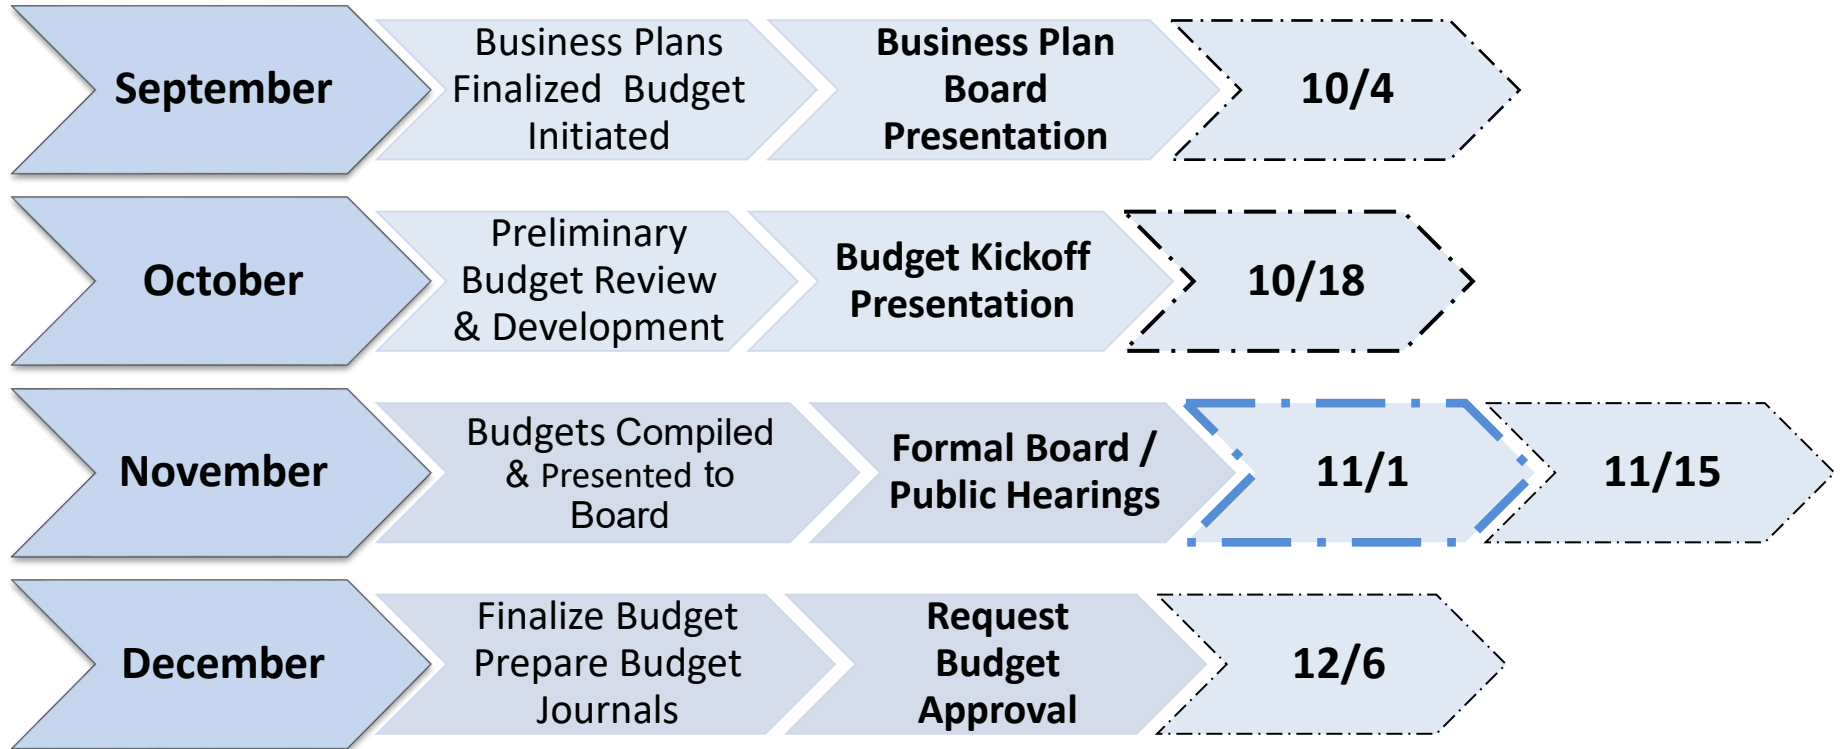 September
Business Plans
Finalized Budget
Initiated
Business Plan
Board
Presentation
10/4
October
Preliminary
Budget Review
& Development
Budget Kickoff
Presentation
10/18
November
Budgets Compiled
& Presented to
Board
Formal Board /
Public Hearings
11/1
11/15
December
Finalize Budget
Prepare Budget
Journals
Request
Budget
Approval
12/6